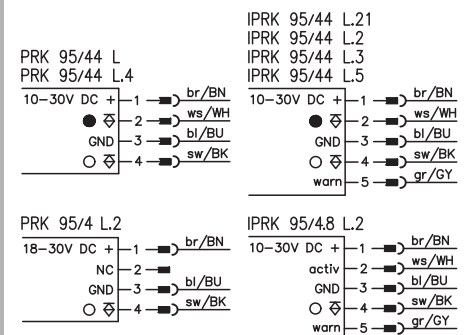 PRK 95/44 L
PRK 95/44 L.4
10-30V DC + 1 br/BN
2 ws/WH
GND 3 bl/BU
4 sw/BK
IPRK 95/44 L.21
IPRK 95/44 L.2
IPRK 95/44 L.3
IPRK 95/44 L.5
10-30V DC + 1 br/BN
2 ws/WH
GND 3 bl/BU
4 sw/BK
warn 5 gr/GY
PRK 95/4 L.2
18-30V DC + 1 br/BN
NC 2
GND 3 bl/BU
4 sw/BK
IPRK 95/4.8 L.2
10-30V DC + 1 br/BN
activ 2 ws/WH
GND 3 bl/BU
4 sw/BK
warn 5 gr/GY